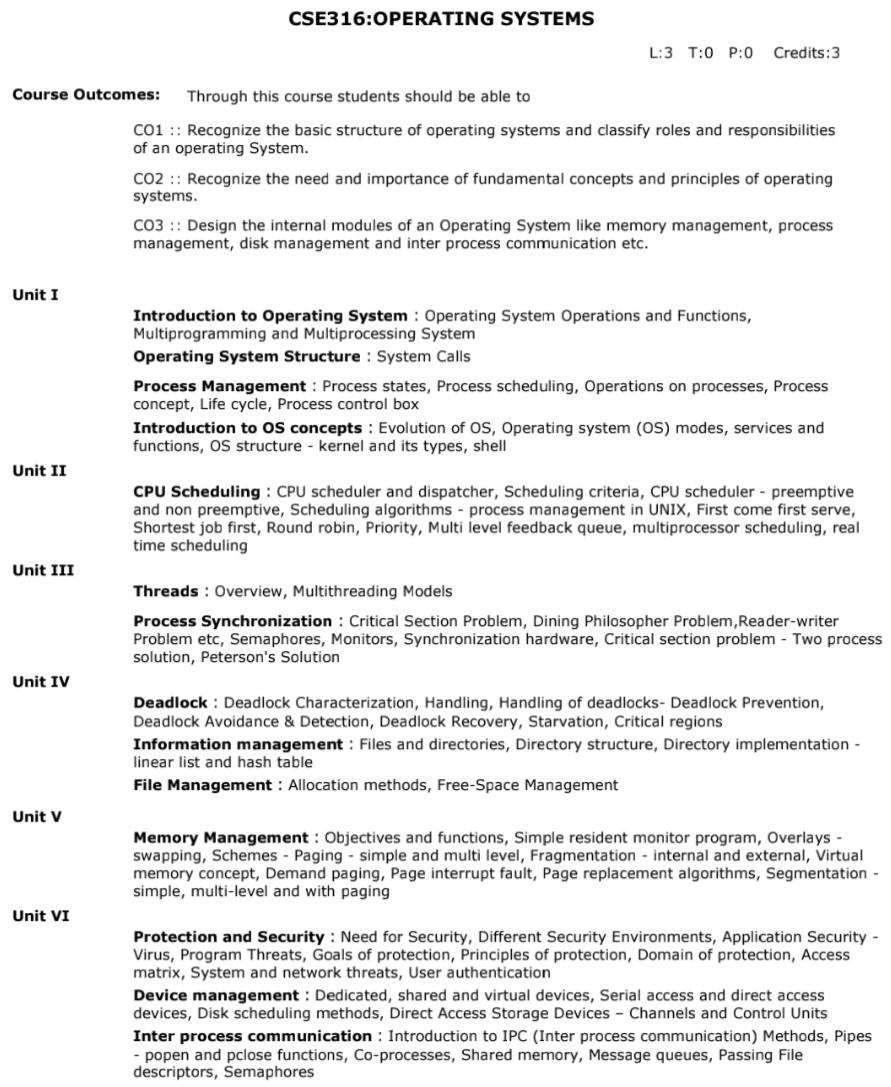 CSE316:OPERATING SYSTEMS
L:3 T:0 P:0 Credits:3
Course Outcomes: Through this course students should be able to
CO1 :: Recognize the basic structure of operating systems and classify roles and responsibilities
of an operating System.
CO2 :: Recognize the need and importance of fundamental concepts and principles of operating
systems.
CO3 :: Design the internal modules of an Operating System like memory management, process
management, disk management and inter process communication etc.
Unit I
Introduction to Operating System : Operating System Operations and Functions,
Multiprogramming and Multiprocessing System
Operating System Structure : System Calls
Process Management : Process states, Process scheduling, Operations on processes, Process
concept, Life cycle, Process control box
Introduction to OS concepts : Evolution of OS, Operating system (OS) modes, services and
functions, OS structure - kernel and its types, shell
Unit II
CPU Scheduling : CPU scheduler and dispatcher, Scheduling criteria, CPU scheduler - preemptive
and non preemptive, Scheduling algorithms - process management in UNIX, First come first serve,
Shortest job first, Round robin, Priority, Multi level feedback queue, multiprocessor scheduling, real
time scheduling
Unit III
Threads : Overview, Multithreading Models
Process Synchronization : Critical Section Problem, Dining Philosopher Problem,Reader-writer
Problem etc, Semaphores, Monitors, Synchronization hardware, Critical section problem - Two process
solution, Peterson's Solution
Unit IV
Deadlock : Deadlock Characterization, Handling, Handling of deadlocks- Deadlock Prevention,
Deadlock Avoidance & Detection, Deadlock Recovery, Starvation, Critical regions
Information management : Files and directories, Directory structure, Directory implementation -
linear list and hash table
File Management : Allocation methods, Free-Space Management
Unit V
Memory Management : Objectives and functions, Simple resident monitor program, Overlays -
swapping, Schemes - Paging - simple and multi level, Fragmentation - internal and external, Virtual
memory concept, Demand paging, Page interrupt fault, Page replacement algorithms, Segmentation -
simple, multi-level and with paging
Unit VI
Protection and Security : Need for Security, Different Security Environments, Application Security -
Virus, Program Threats, Goals of protection, Principles of protection, Domain of protection, Access
matrix, System and network threats, User authentication
Device management : Dedicated, shared and virtual devices, Serial access and direct access
devices, Disk scheduling methods, Direct Access Storage Devices – Channels and Control Units
Inter process communication : Introduction to IPC (Inter process communication) Methods, Pipes
- popen and pclose functions, Co-processes, Shared memory, Message queues, Passing File
descriptors, Semaphores